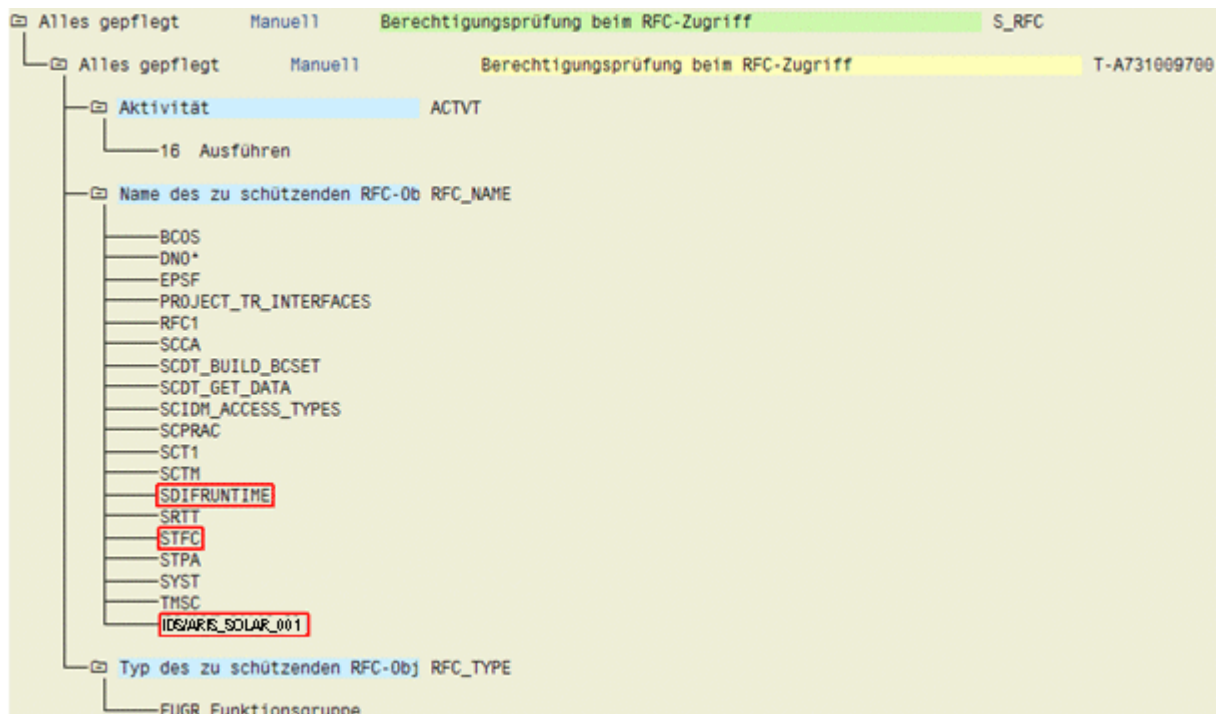 Alles gepflegt Manuell Berechtigungsprüfung beim RFC-Zugriff S_RFC
Alles gepflegt Manuell Berechtigungsprüfung beim RFC-Zugriff T-A731009700
Aktivität ACTVT
16 Ausführen
Name des zu schützenden RFC-Ob RFC_NAME
BCOS
DNO*
EPSF
PROJECT_TR_INTERFACES
RFC1
SCCA
SCDT_BUILD_BCSET
SCDT_GET_DATA
SCIDM_ACCESS_TYPES
SCPRAC
SCT1
SCTM
SDIFRUNTIME
SRTT
STFC
STPA
SYST
TMSC
IDS/ARIS_SOLAR_001
Typ des zu schützenden RFC-Obj RFC_TYPE
FUGR Funktionsgruppe